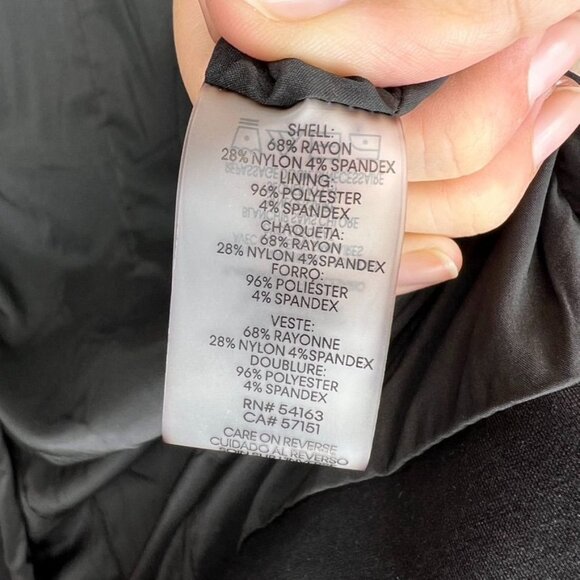 SHELL:
68% RAYON
28% NYLON 4% SPANDEX
LINING:
96% POLYESTER
4% SPANDEX
CHAQUETA:
68% RAYON
28% NYLON 4% SPANDEX
FORRO:
96% POLIÉSTER
4% SPANDEX
VESTE:
68% RAYONNE
28% NYLON 4%SPANDEX
DOUBLURE:
96% POLYESTER
4% SPANDEX
RN# 54163
CA# 57151
CARE ON REVERSE
CUIDADO AL REVERSO